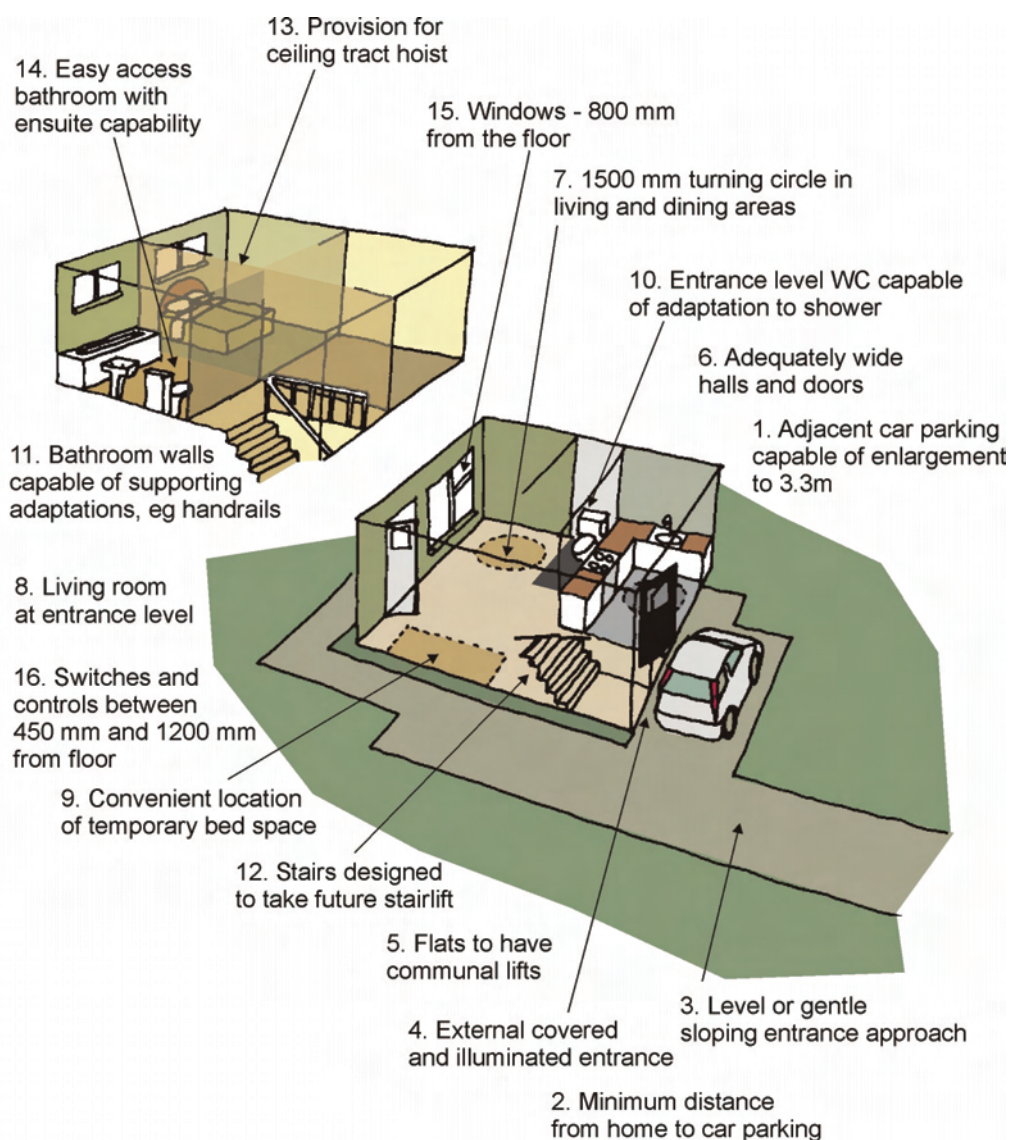 13. Provision for
ceiling tract hoist
14. Easy access
bathroom with
ensuite capability
15. Windows - 800 mm
from the floor
7. 1500 mm turning circle in
living and dining areas
10. Entrance level WC capable
of adaptation to shower
6. Adequately wide
halls and doors
1. Adjacent car parking
capable of enlargement
to 3.3m
11. Bathroom walls
capable of supporting
adaptations, eg handrails
8. Living room
at entrance level
16. Switches and
controls between
450 mm and 1200 mm
from floor
9. Convenient location
of temporary bed space
12. Stairs designed
to take future stairlift
5. Flats to have
communal lifts
4. External covered
and illuminated entrance
3. Level or gentle
sloping entrance approach
2. Minimum distance
from home to car parking